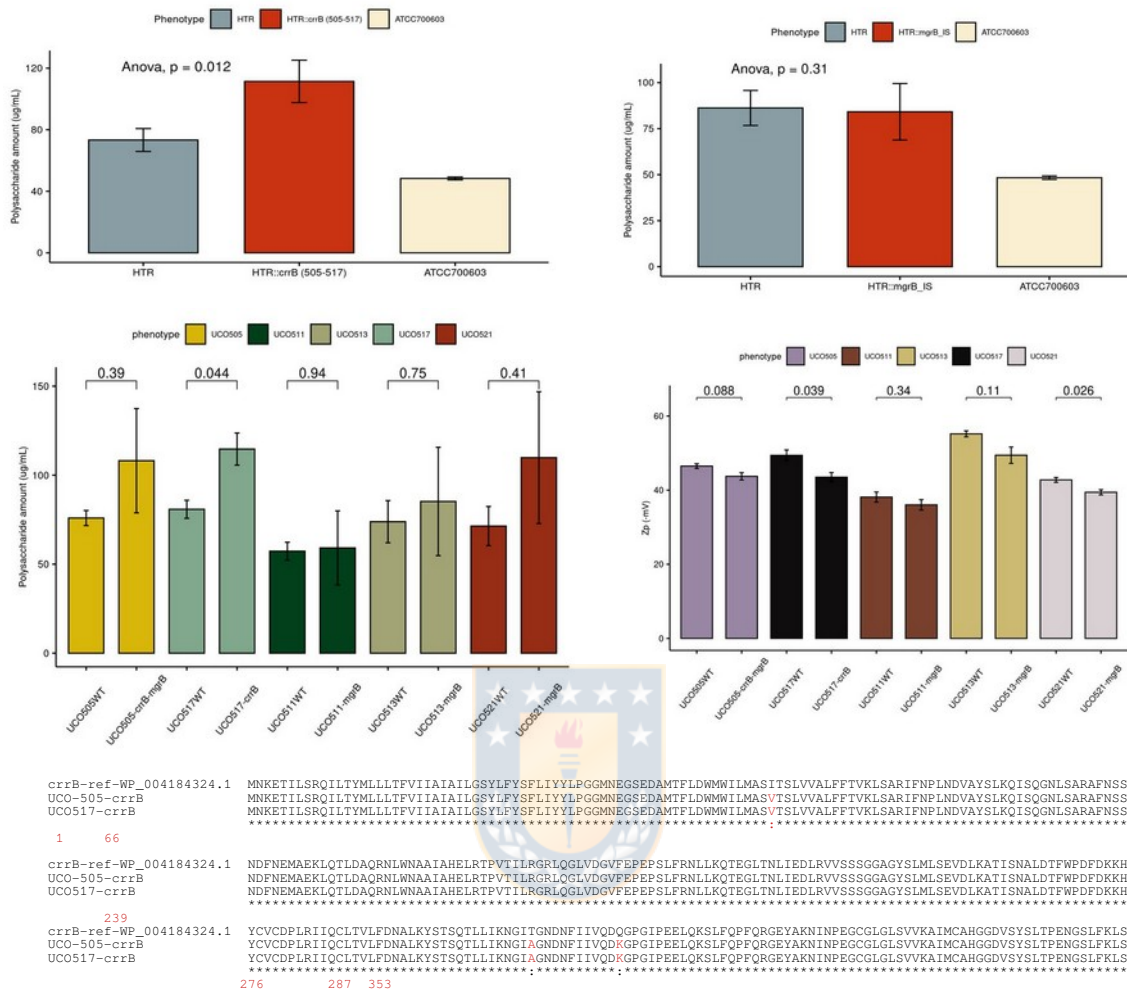 Phenotype HTR HTR::crrB (505-517) ATCC700603
Anova, p = 0.012
Polysaccharide amount (ug/mL)
120
80
40
0
HTR HTR::crrB (505-517) ATCC700603
Phenotype HTR HTR::mgrB_IS ATCC700603
Anova, p = 0.31
Polysaccharide amount (ug/mL)
100
75
50
25
0
HTR HTR::mgrB_IS ATCC700603
phenotype UCO505 UCO511 UCO513 UCO517 UCO521
0.39 0.044 0.94 0.75 0.41
Polysaccharide amount (ug/mL)
150
100
50
0
UCO505WT UCO505-crrB-mgrB UCO517WT UCO517-crrB UCO511WT UCO511-mgrB UCO513WT UCO513-mgrB UCO521WT UCO521-mgrB
phenotype UCO505 UCO511 UCO513 UCO517 UCO521
0.088 0.039 0.34 0.11 0.026
Zp (-mV)
60
40
20
0
UCO505WT UCO505-crrB-mgrB UCO517WT UCO517-crrB UCO511WT UCO511-mgrB UCO513WT UCO513-mgrB UCO521WT UCO521-mgrB
crrB-ref-WP_004184324.1 MNKETILSRQILTYMLLLTFVIIAIAILGSYLFYSFLIYYLPGGMNEGSEDAMTFLDWMWILMASITSLVVALFFTVKLSARIFNPLNDVAYSLKQISQGNLSARAFNSS
UCO-505-crrB MNKETILSRQILTYMLLLTFVIIAIAILGSYLFYSFLIYYLPGGMNEGSEDAMTFLDWMWILMASVTSLVVALFFTVKLSARIFNPLNDVAYSLKQISQGNLSARAFNSS
UCO517-crrB MNKETILSRQILTYMLLLTFVIIAIAILGSYLFYSFLIYYLPGGMNEGSEDAMTFLDWMWILMASVTSLVVALFFTVKLSARIFNPLNDVAYSLKQISQGNLSARAFNSS
*****************************************************************:********************************************
1 66
crrB-ref-WP_004184324.1 NDFNEMAEKLQTLDAQRNLWNAAIAHELRTPVTILRGRLQGLVDGVFEPEPSLFRNLLKQTEGLTNLIEDLRVVSSSGGAGYSLMLSEVDLKATISNALDTFWPDFDKKH
UCO-505-crrB NDFNEMAEKLQTLDAQRNLWNAAIAHELRTPVTILRGRLQGLVDGVFEPEPSLFRNLLKQTEGLTNLIEDLRVVSSSGGAGYSLMLSEVDLKATISNALDTFWPDFDKKH
UCO517-crrB NDFNEMAEKLQTLDAQRNLWNAAIAHELRTPVTILRGRLQGLVDGVFEPEPSLFRNLLKQTEGLTNLIEDLRVVSSSGGAGYSLMLSEVDLKATISNALDTFWPDFDKKH
**************************************************************************************************************
239
crrB-ref-WP_004184324.1 YCVCDPLRIIQCLTVLFDNALKYSTSQTLLIKNGITGNDNFIIVQDQGPGIPEELQKSLFQPFQRGEYAKNINPEGCGLGLSVVKAIMCAHGGDVSYSLTPENGSLFKLS
UCO-505-crrB YCVCDPLRIIQCLTVLFDNALKYSTSQTLLIKNGIAGNDNFIIVQDKGPGIPEELQKSLFQPFQRGEYAKNINPEGCGLGLSVVKAIMCAHGGDVSYSLTPENGSLFKLS
UCO517-crrB YCVCDPLRIIQCLTVLFDNALKYSTSQTLLIKNGIAGNDNFIIVQDKGPGIPEELQKSLFQPFQRGEYAKNINPEGCGLGLSVVKAIMCAHGGDVSYSLTPENGSLFKLS
***********************************:**********:***************************************************************
276 287 353